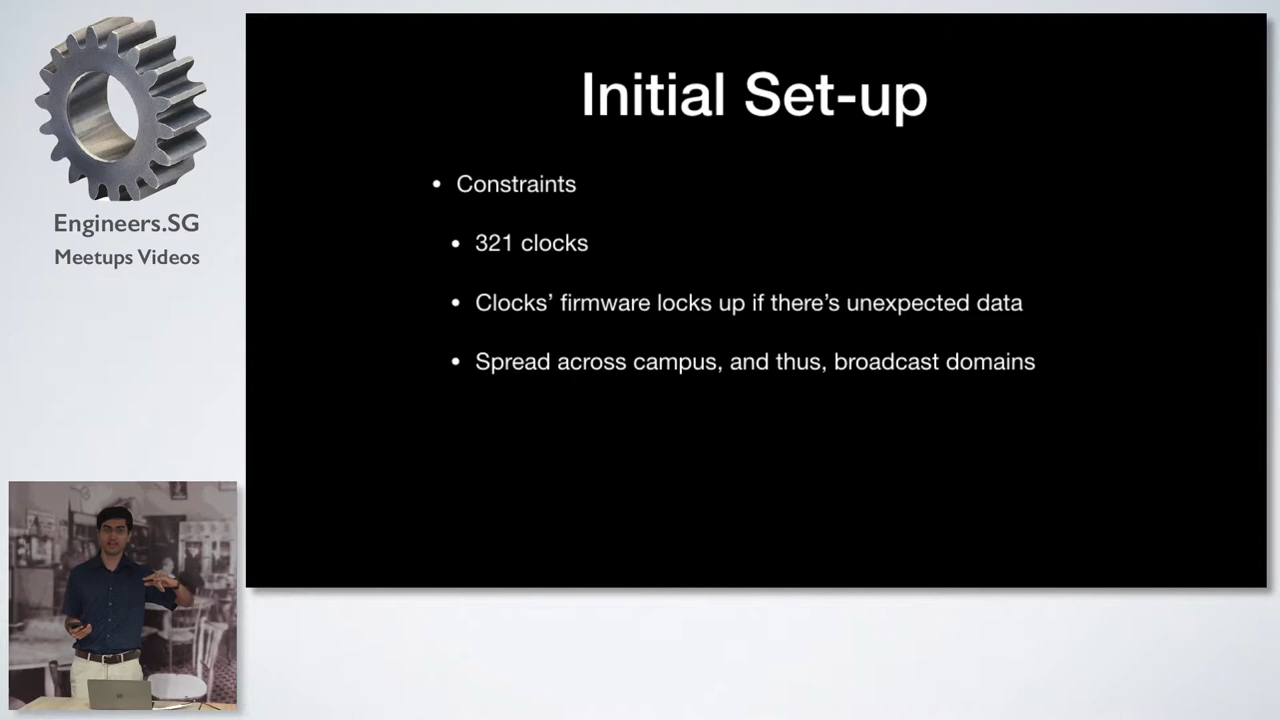 Engineers.SG
Meetups Videos
Initial Set-up
• Constraints
• 321 clocks
• Clocks’ firmware locks up if there’s unexpected data
• Spread across campus, and thus, broadcast domains